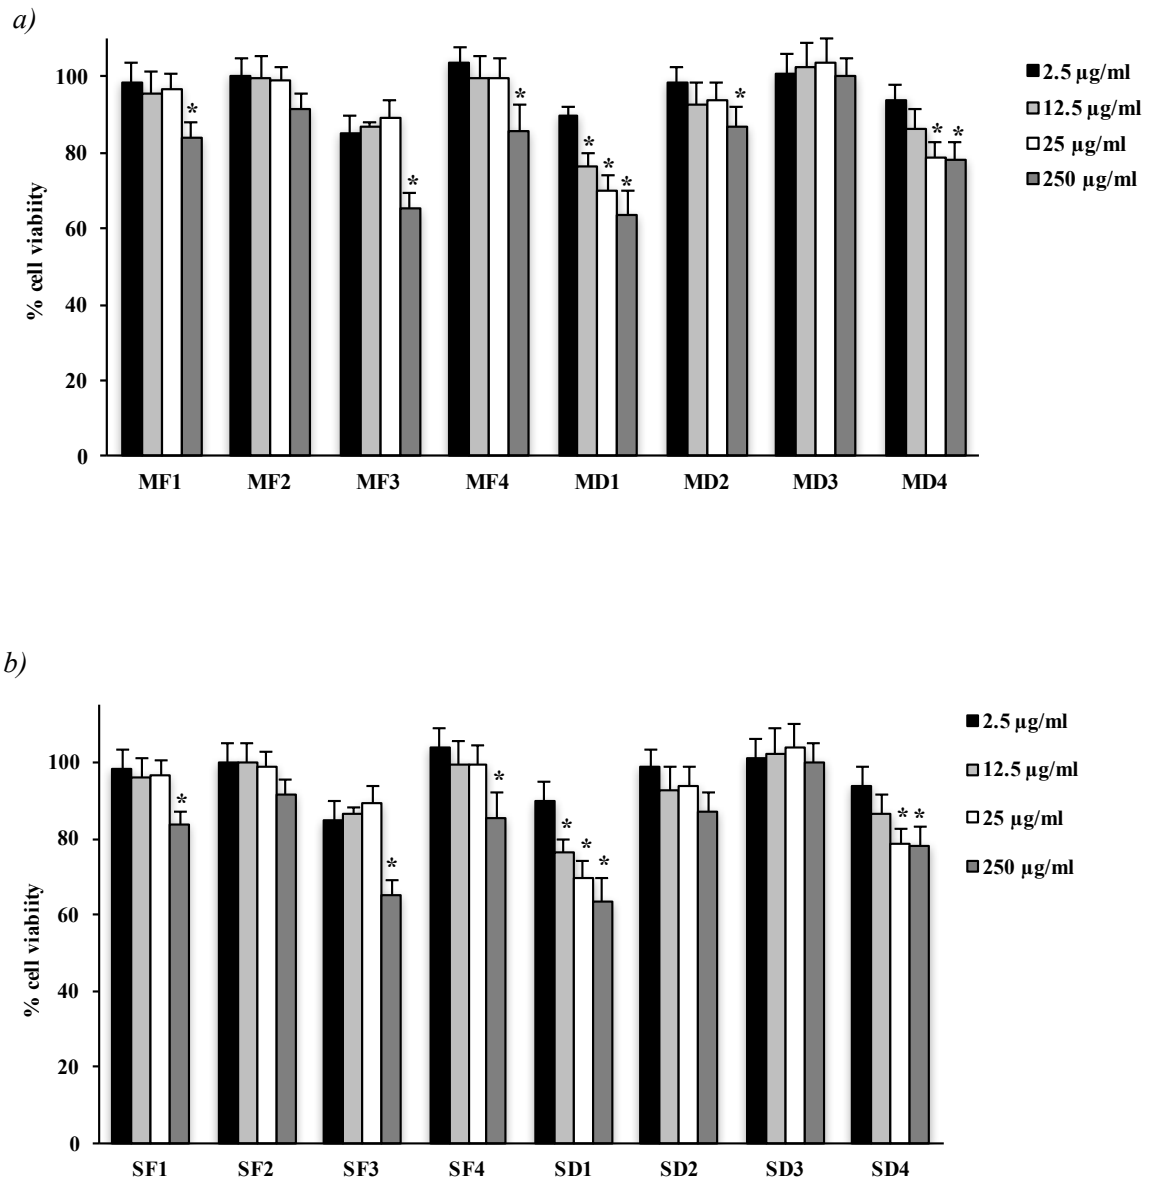 a)
100
80
60
40
20
0
% cell viabiity
* * * * * * * * * *
MF1 MF2 MF3 MF4 MD1 MD2 MD3 MD4
2.5 µg/ml
12.5 µg/ml
25 µg/ml
250 µg/ml
b)
100
80
60
40
20
0
% cell viabiity
* * * * * * * *
SF1 SF2 SF3 SF4 SD1 SD2 SD3 SD4
2.5 µg/ml
12.5 µg/ml
25 µg/ml
250 µg/ml